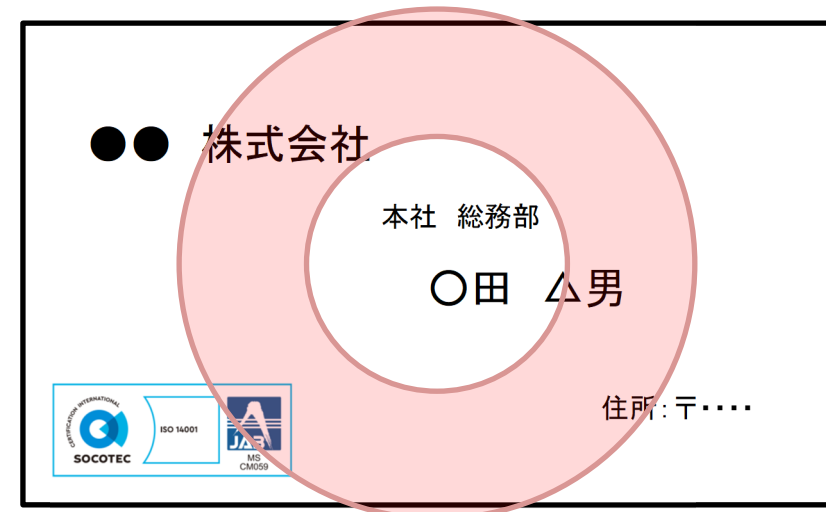 ●● 株式会社
本社 総務部
〇田 △男
住所:〒・・・・
CERTIFICATION INTERNATIONAL
SOCOTEC
ISO 14001
JAB
MS
CM059